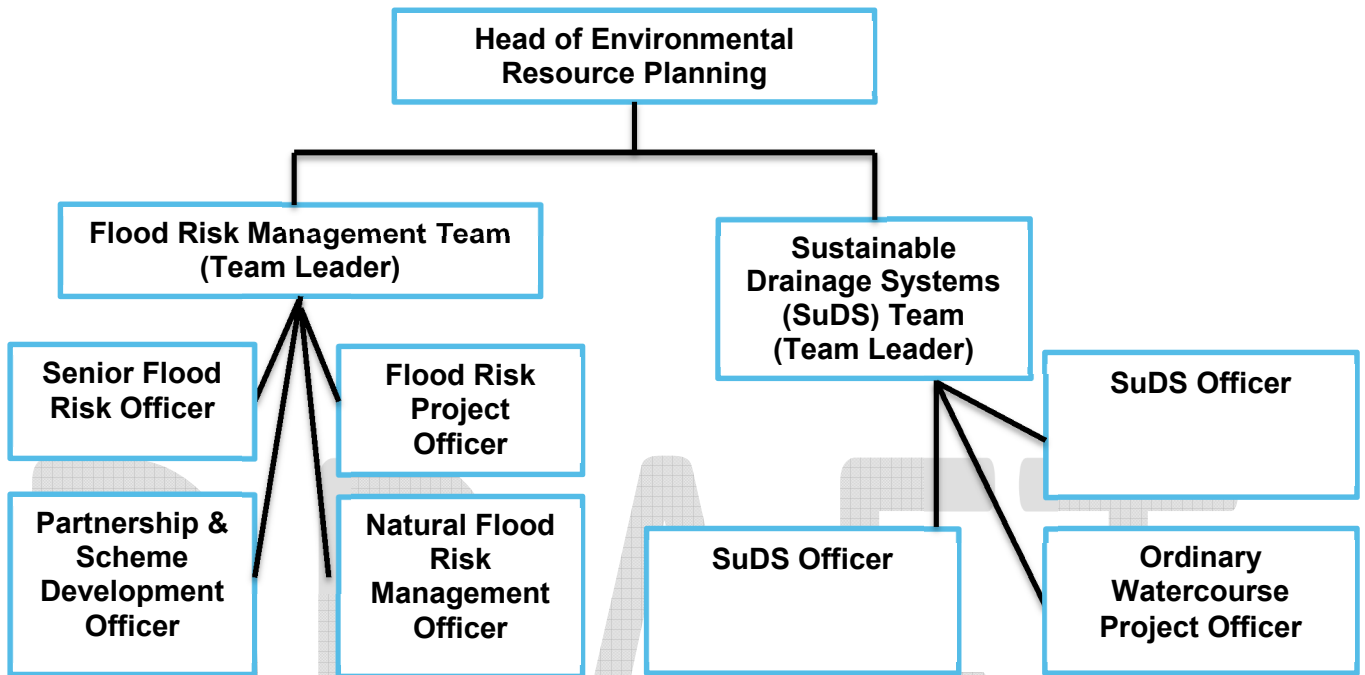 Head of Environmental
Resource Planning
Flood Risk Management Team
(Team Leader)
Sustainable
Drainage Systems
(SuDS) Team
(Team Leader)
Senior Flood
Risk Officer
Flood Risk
Project
Officer
SuDS Officer
Partnership &
Scheme
Development
Officer
Natural Flood
Risk
Management
Officer
SuDS Officer
Ordinary
Watercourse
Project Officer
DRAFT